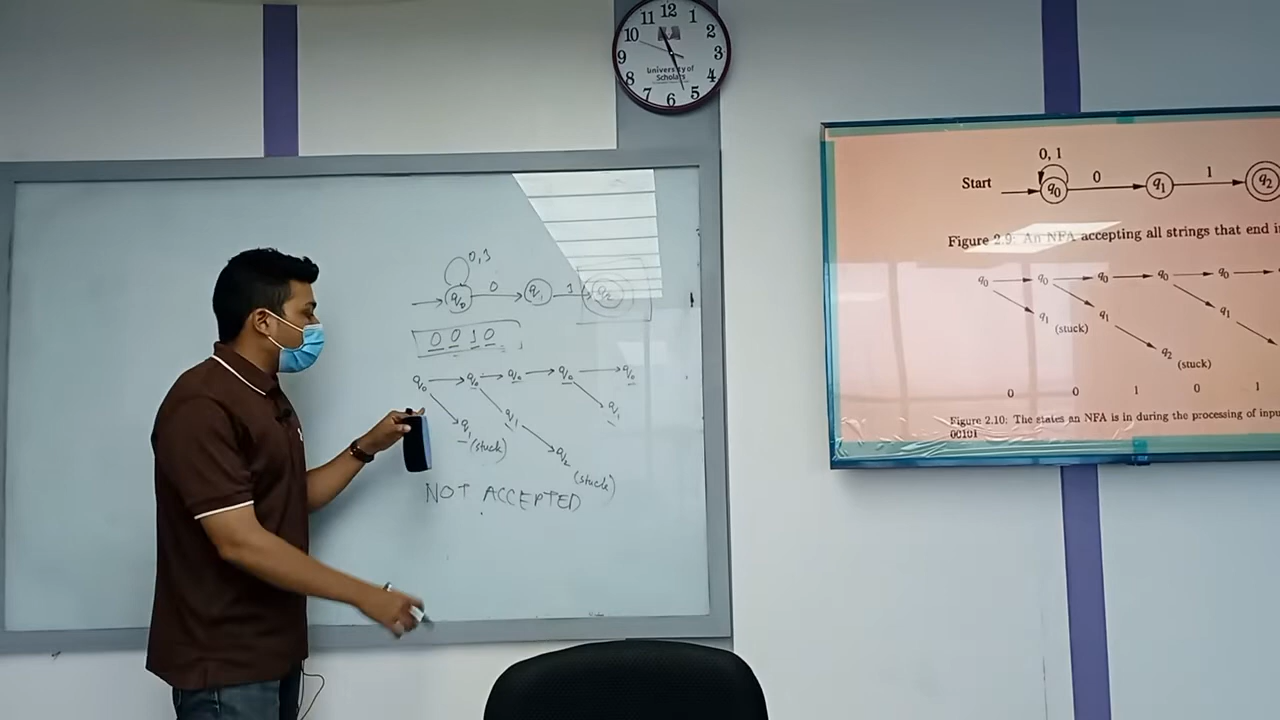 11 12 1
10 2
9 3
8 4
7 6 5
University of
Scholars
0,1
q0 0 q1 1 q2
0 0 1 0
q0 q0 q0 q0 q0
q1 q1 q1
(stuck) q2
(stuck)
NOT ACCEPTED
0, 1
Start q0 0 q1 1 q2
Figure 2.9: An NFA accepting all strings that end i
q0 q0 q0 q0 q0
q1 q1 q1
(stuck)
q2
(stuck)
0 0 1 0 1
Figure 2.10: The states an NFA is in during the processing of inpu
00101